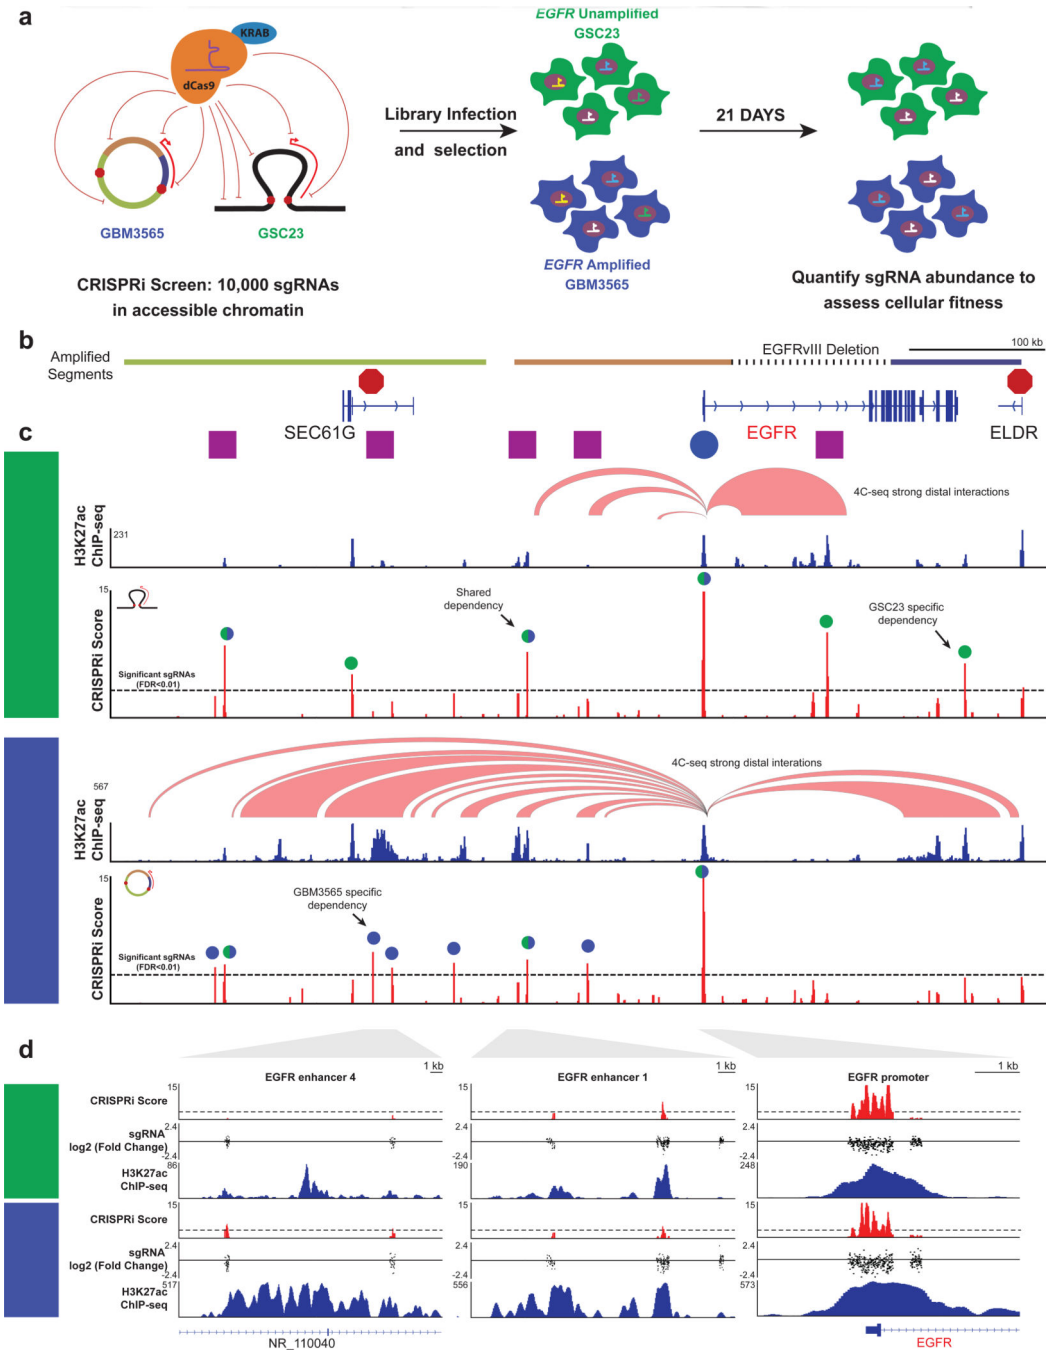 a
KRAB
dCas9
GBM3565
GSC23
CRISPRi Screen: 10,000 sgRNAs
in accessible chromatin
Library Infection
and selection
EGFR Unamplified
GSC23
EGFR Amplified
GBM3565
21 DAYS
Quantify sgRNA abundance to
assess cellular fitness
b
Amplified
Segments
EGFRvIII Deletion
100 kb
SEC61G
EGFR
ELDR
c
4C-seq strong distal interactions
H3K27ac
ChIP-seq
231
15
CRISPRi Score
Shared
dependency
GSC23 specific
dependency
Significant sgRNAs
(FDR<0.01)
4C-seq strong distal interations
H3K27ac
ChIP-seq
567
15
CRISPRi Score
GBM3565 specific
dependency
Significant sgRNAs
(FDR<0.01)
d
1 kb
1 kb
1 kb
EGFR enhancer 4
EGFR enhancer 1
EGFR promoter
CRISPRi Score
15
15
15
sgRNA
log2 (Fold Change)
2.4
-2.4
2.4
-2.4
2.4
-2.4
H3K27ac
ChIP-seq
86
190
248
CRISPRi Score
15
15
15
sgRNA
log2 (Fold Change)
2.4
-2.4
2.4
-2.4
2.4
-2.4
H3K27ac
ChIP-seq
517
556
573
NR_110040
EGFR